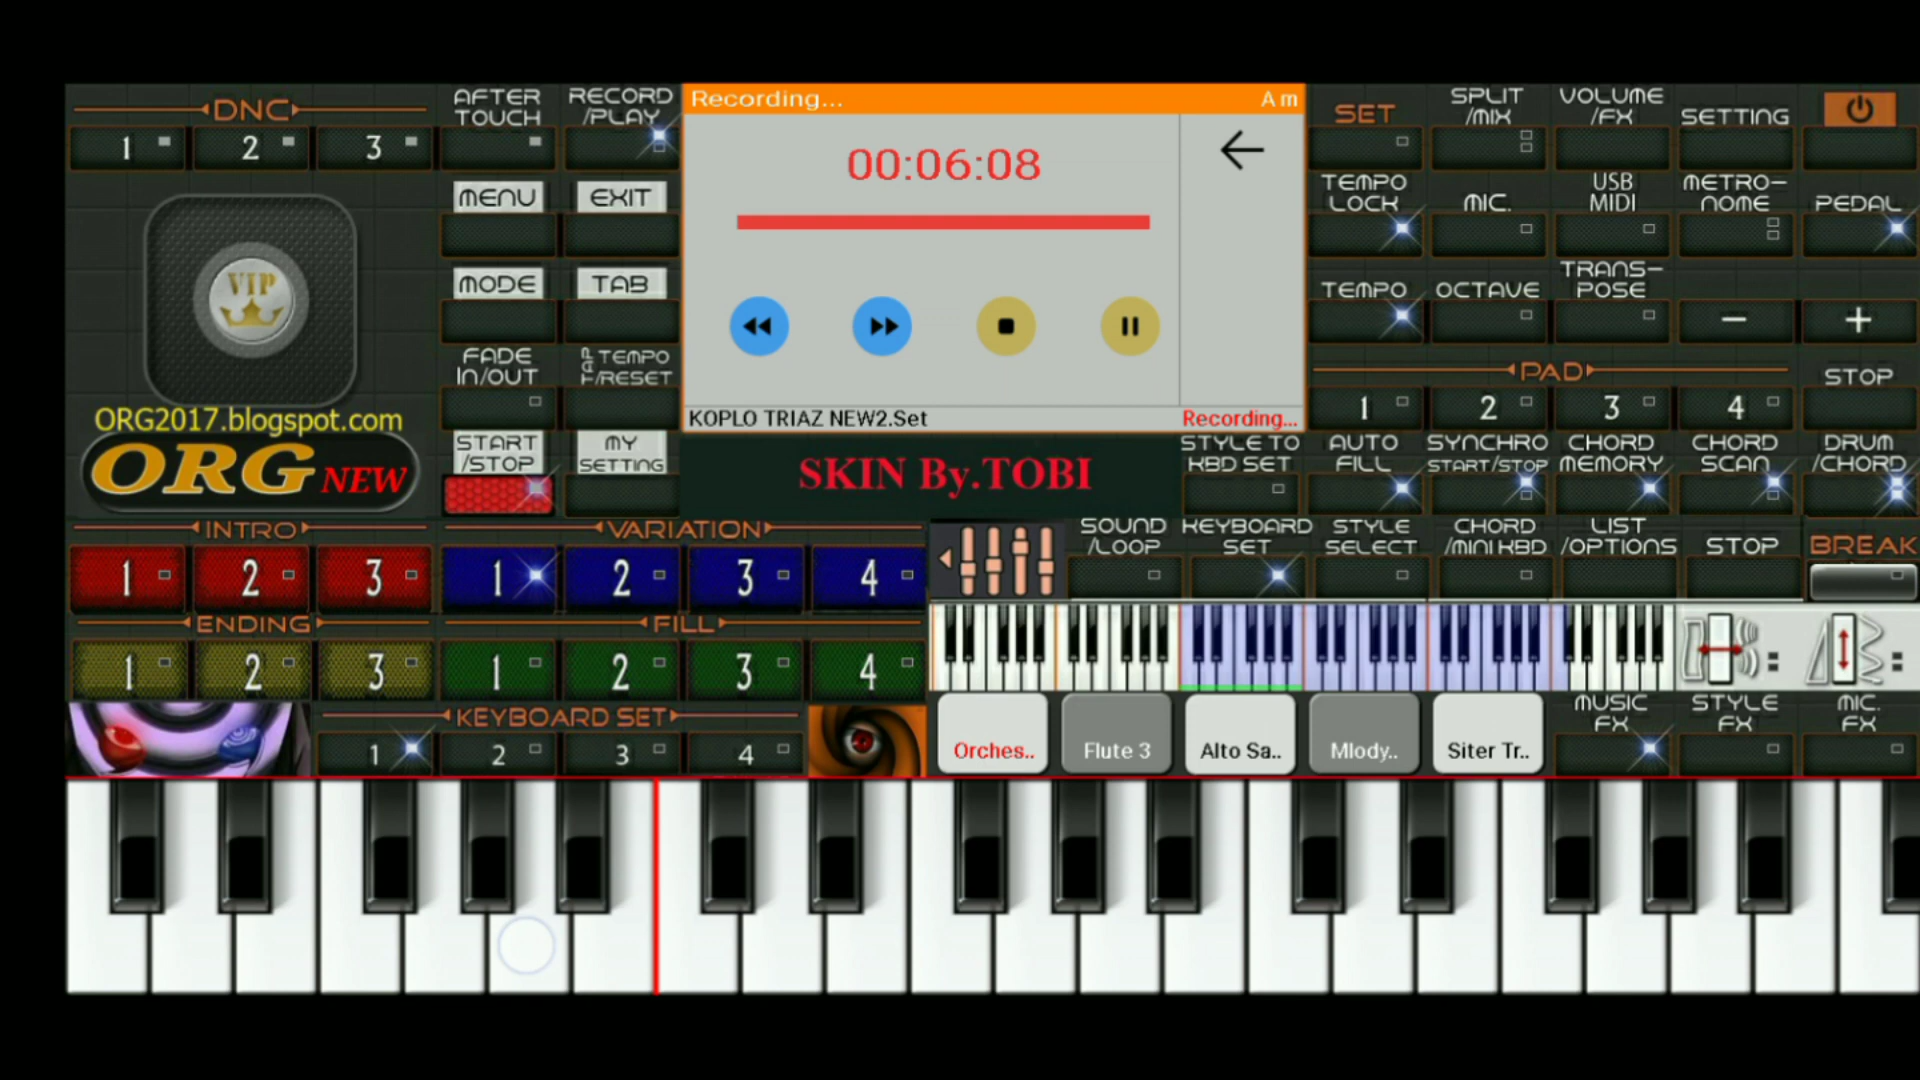 DNC
1 2 3
AFTER TOUCH
RECORD /PLAY
Recording...
A m
00:06:08
KOPLO TRIAZ NEW2.Set
Recording...
SET
SPLIT /MIX
VOLUME /FX
SETTING
MENU
EXIT
TEMPO LOCK
MIC.
USB MIDI
METRO- NOME
PEDAL
VIP
MODE
TAB
TEMPO
OCTAVE
TRANS- POSE
−
+
FADE IN/OUT
TEMPO /RESET
PAD
STOP
1 2 3 4
ORG2017.blogspot.com
ORG NEW
START /STOP
MY SETTING
SKIN By.TOBI
STYLE TO KBD SET
AUTO FILL
SYNCHRO START/STOP
CHORD MEMORY
CHORD SCAN
DRUM /CHORD
INTRO
VARIATION
1 2 3
1 2 3 4
SOUND /LOOP
KEYBOARD SET
STYLE SELECT
CHORD /MINI KBD
LIST /OPTIONS
STOP
BREAK
ENDING
FILL
1 2 3
1 2 3 4
KEYBOARD SET
1 2 3 4
Orches..
Flute 3
Alto Sa..
Mlody..
Siter Tr..
MUSIC FX
STYLE FX
MIC. FX